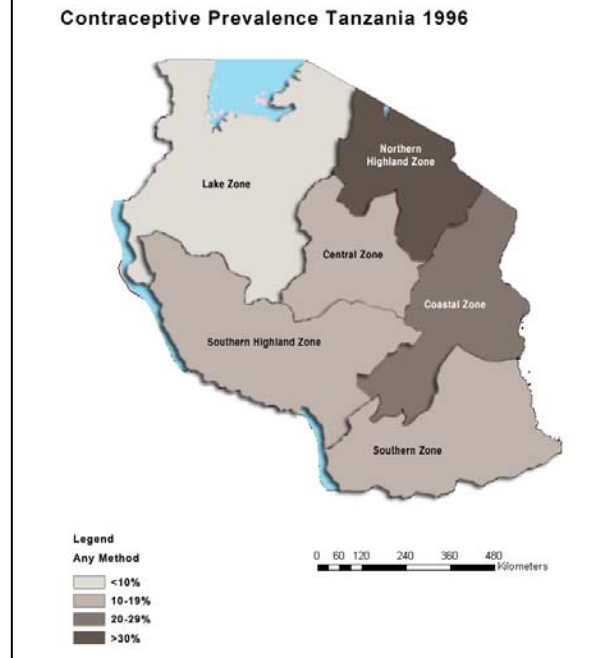 Contraceptive Prevalence Tanzania 1996
Northern
Highland Zone
Lake Zone
Central Zone
Coastal Zone
Southern Highland Zone
Southern Zone
Legend
Any Method
<10%
10-19%
20-29%
>30%
0 60 120 240 360 480
Kilometers